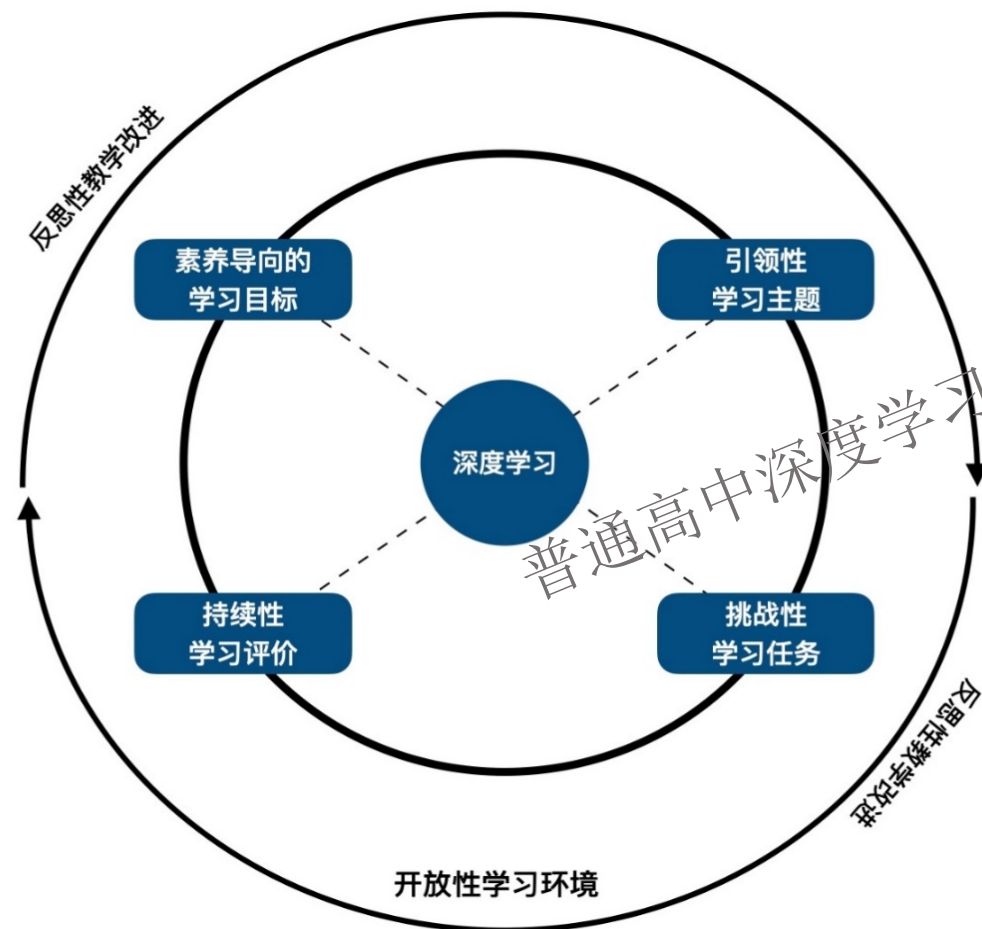 反思性教学改进
素养导向的
学习目标
引领性
学习主题
深度学习
普通高中深度学习
持续性
学习评价
挑战性
学习任务
反思性教学改进
开放性学习环境